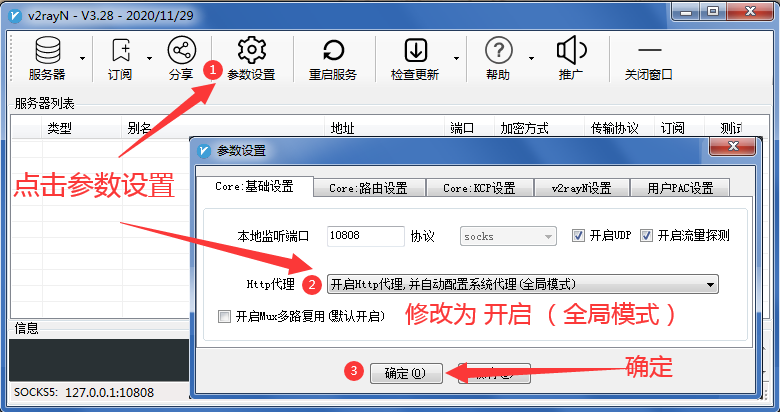 v2rayN - V3.28 - 2020/11/29
服务器 订阅 分享 参数设置 重启服务 检查更新 帮助 推广 关闭窗口
1
服务器列表
类型 别名 地址 端口 加密方式 传输协议 订阅 测试
点击参数设置
参数设置
Core:基础设置 Core:路由设置 Core:KCP设置 v2rayN设置 用户PAC设置
本地监听端口 10808 协议 socks 开启UDP 开启流量探测
Http代理 2 开启Http代理,并自动配置系统代理(全局模式)
开启Mux多路复用(默认开启)
修改为 开启 （ 全局模式 ）
信息
3 确定(O)
确定
SOCKS5: 127.0.0.1:10808